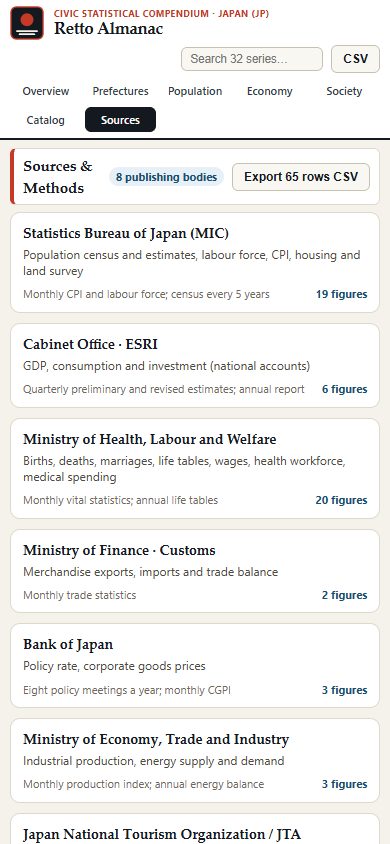 CIVIC STATISTICAL COMPENDIUM · JAPAN (JP)
Retto Almanac
Search 32 series…
CSV
Overview
Prefectures
Population
Economy
Society
Catalog
Sources
Sources &
Methods
8 publishing bodies
Export 65 rows CSV
Statistics Bureau of Japan (MIC)
Population census and estimates, labour force, CPI, housing and
land survey
Monthly CPI and labour force; census every 5 years
19 figures
Cabinet Office · ESRI
GDP, consumption and investment (national accounts)
Quarterly preliminary and revised estimates; annual report
6 figures
Ministry of Health, Labour and Welfare
Births, deaths, marriages, life tables, wages, health workforce,
medical spending
Monthly vital statistics; annual life tables
20 figures
Ministry of Finance · Customs
Merchandise exports, imports and trade balance
Monthly trade statistics
2 figures
Bank of Japan
Policy rate, corporate goods prices
Eight policy meetings a year; monthly CGPI
3 figures
Ministry of Economy, Trade and Industry
Industrial production, energy supply and demand
Monthly production index; annual energy balance
3 figures
Japan National Tourism Organization / JTA